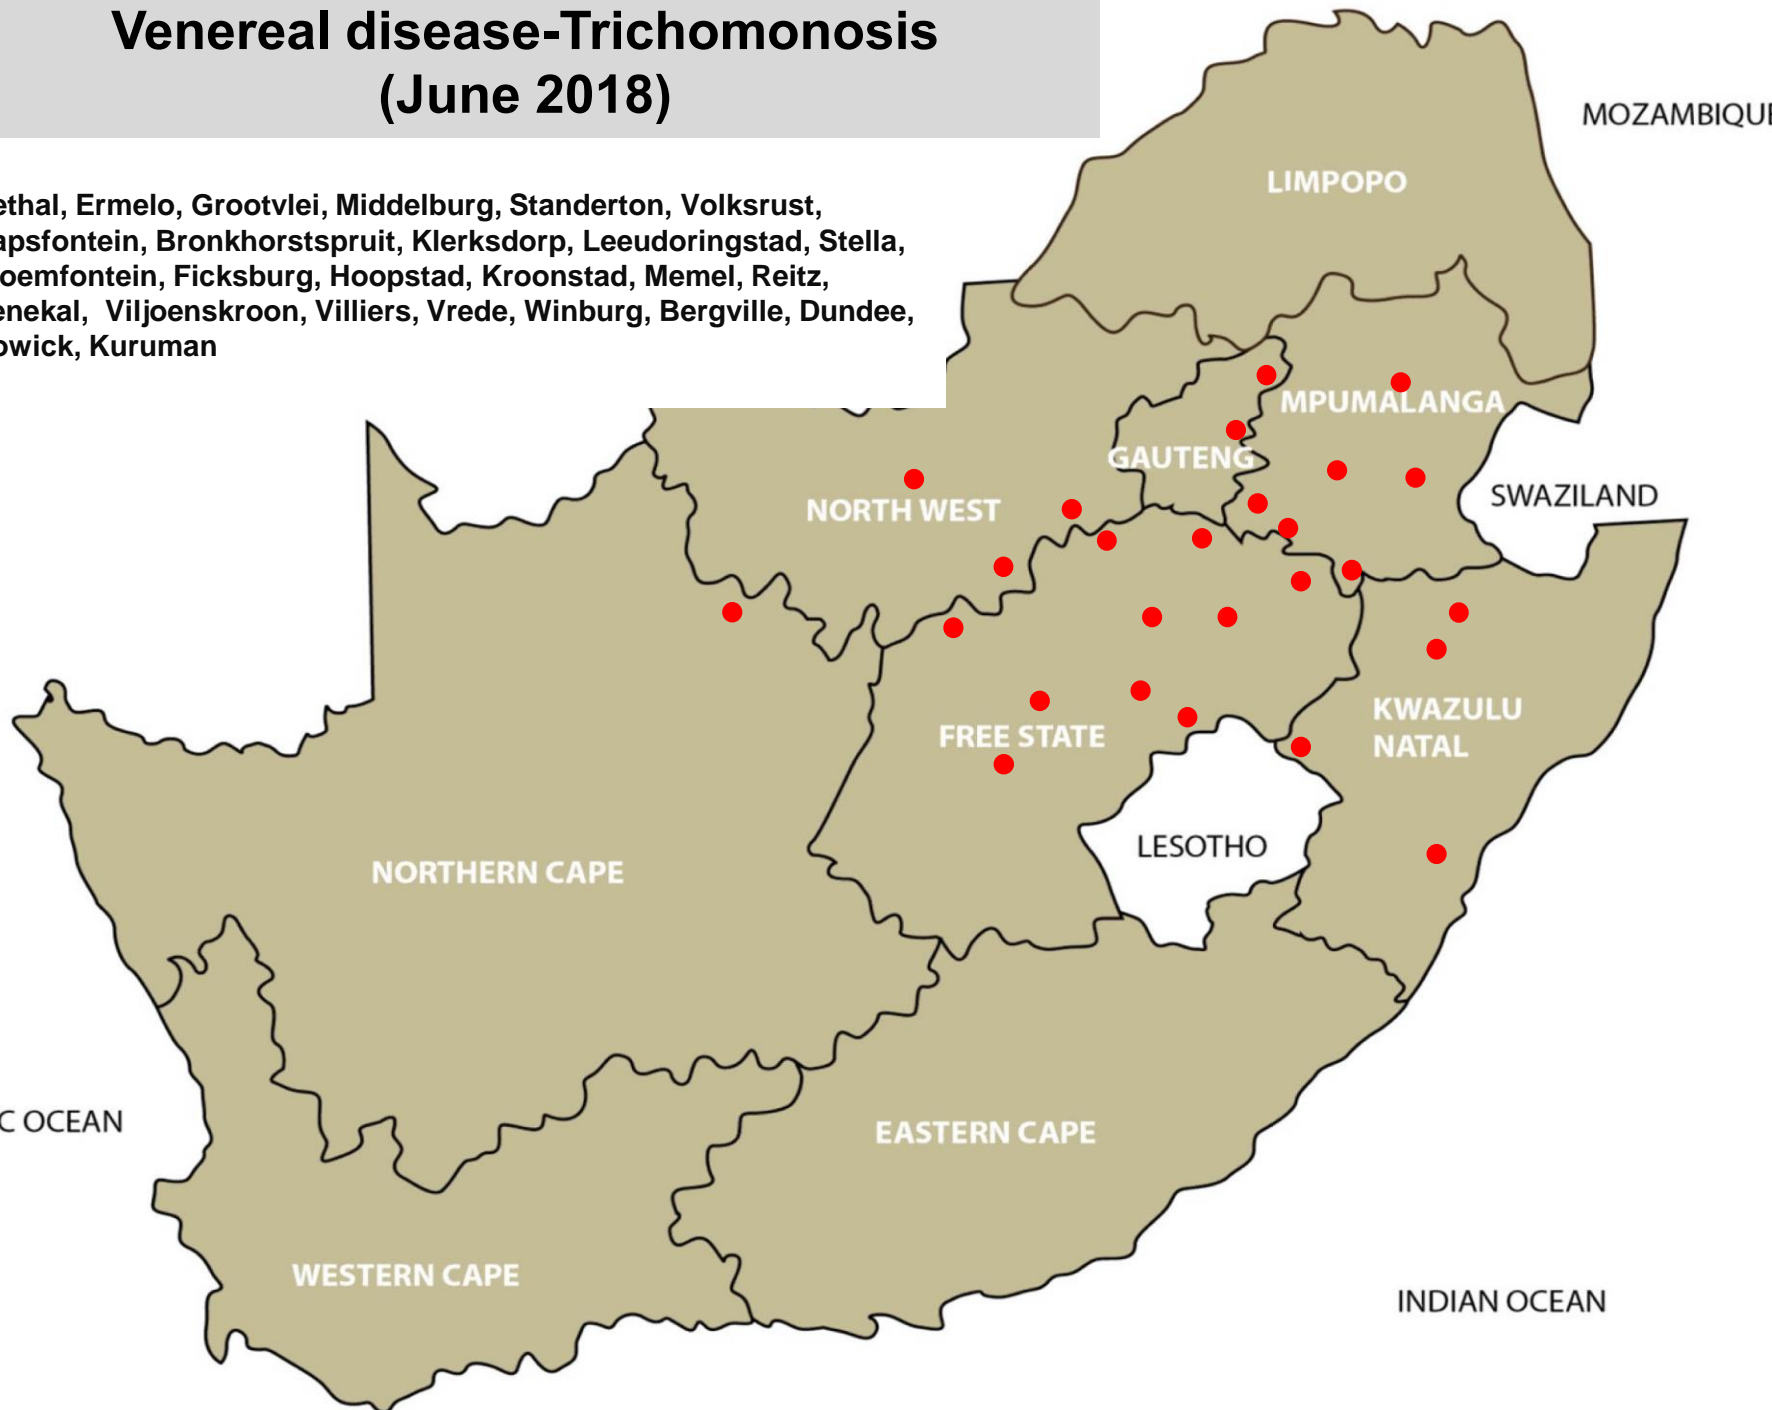 Venereal disease-Trichomonosis
(June 2018)
MOZAMBIQUE
LIMPOPO
ethal, Ermelo, Grootvlei, Middelburg, Standerton, Volksrust,
apsfontein, Bronkhorstspruit, Klerksdorp, Leeudoringstad, Stella,
oemfontein, Ficksburg, Hoopstad, Kroonstad, Memel, Reitz,
enekal, Viljoenskroon, Villiers, Vrede, Winburg, Bergville, Dundee,
owick, Kuruman
MPUMALANGA
GAUTENG
SWAZILAND
NORTH WEST
KWAZULU
NATAL
FREE STATE
LESOTHO
NORTHERN CAPE
C OCEAN
EASTERN CAPE
WESTERN CAPE
INDIAN OCEAN